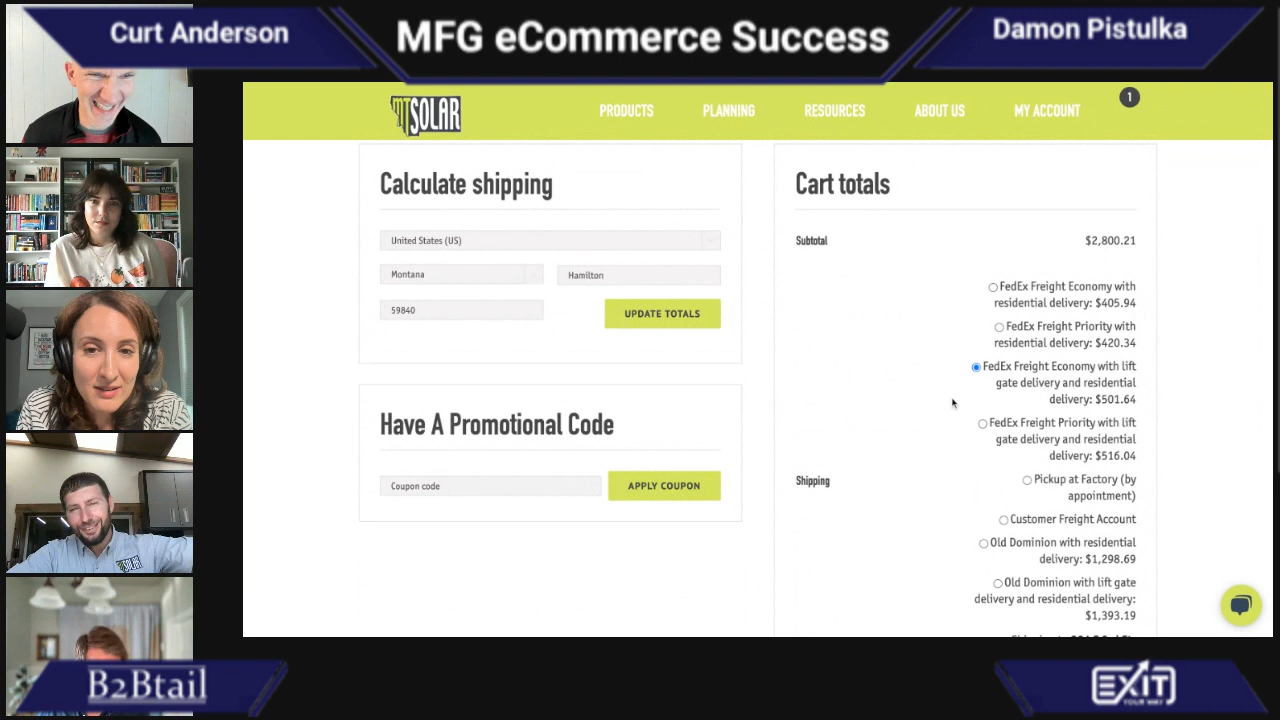 Curt Anderson
MFG eCommerce Success
Damon Pistulka
MTSOLAR
PRODUCTS
PLANNING
RESOURCES
ABOUT US
MY ACCOUNT
1
Calculate shipping
United States (US)
Montana
Hamilton
59840
UPDATE TOTALS
Have A Promotional Code
Coupon code
APPLY COUPON
Cart totals
Subtotal
$2,800.21
FedEx Freight Economy with
residential delivery: $405.94
FedEx Freight Priority with
residential delivery: $420.34
FedEx Freight Economy with lift
gate delivery and residential
delivery: $501.64
FedEx Freight Priority with lift
gate delivery and residential
delivery: $516.04
Shipping
Pickup at Factory (by
appointment)
Customer Freight Account
Old Dominion with residential
delivery: $1,298.69
Old Dominion with lift gate
delivery and residential delivery:
$1,393.19
MTSOLAR
B2Btail
EXIT
YOUR WAY